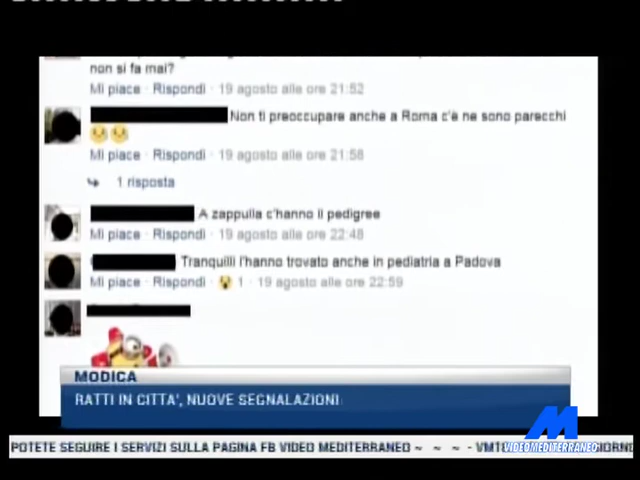 non si fa mai?
Mi piace · Rispondi · 19 agosto alle ore 21:52
Non ti preoccupare anche a Roma c'è ne sono parecchi
Mi piace · Rispondi · 19 agosto alle ore 21:58
1 risposta
A zappulla c'hanno il pedigree
Mi piace · Rispondi · 19 agosto alle ore 22:48
Tranquilli l'hanno trovato anche in pediatria a Padova
Mi piace · Rispondi · 1 · 19 agosto alle ore 22:59
MODICA
RATTI IN CITTA', NUOVE SEGNALAZIONI
M
VIDEOMEDITERRANEO
POTETE SEGUIRE I SERVIZI SULLA PAGINA FB VIDEO MEDITERRANEO ~ ~ ~ - VM